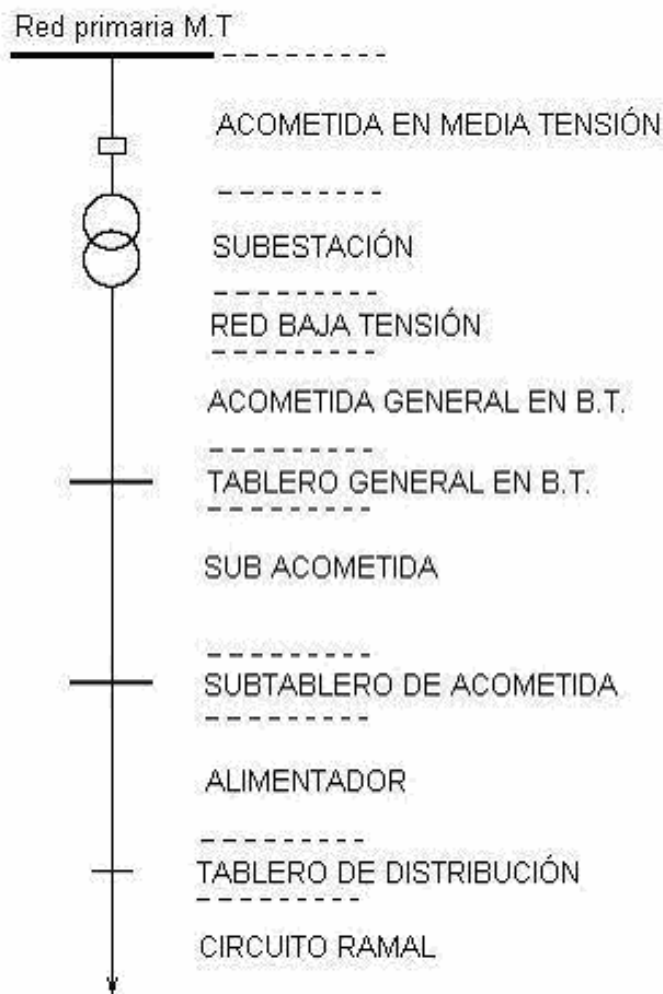 Red primaria M.T
ACOMETIDA EN MEDIA TENSIÓN
SUBESTACIÓN
RED BAJA TENSIÓN
ACOMETIDA GENERAL EN B.T.
TABLERO GENERAL EN B.T.
SUB ACOMETIDA
SUBTABLERO DE ACOMETIDA
ALIMENTADOR
TABLERO DE DISTRIBUCIÓN
CIRCUITO RAMAL